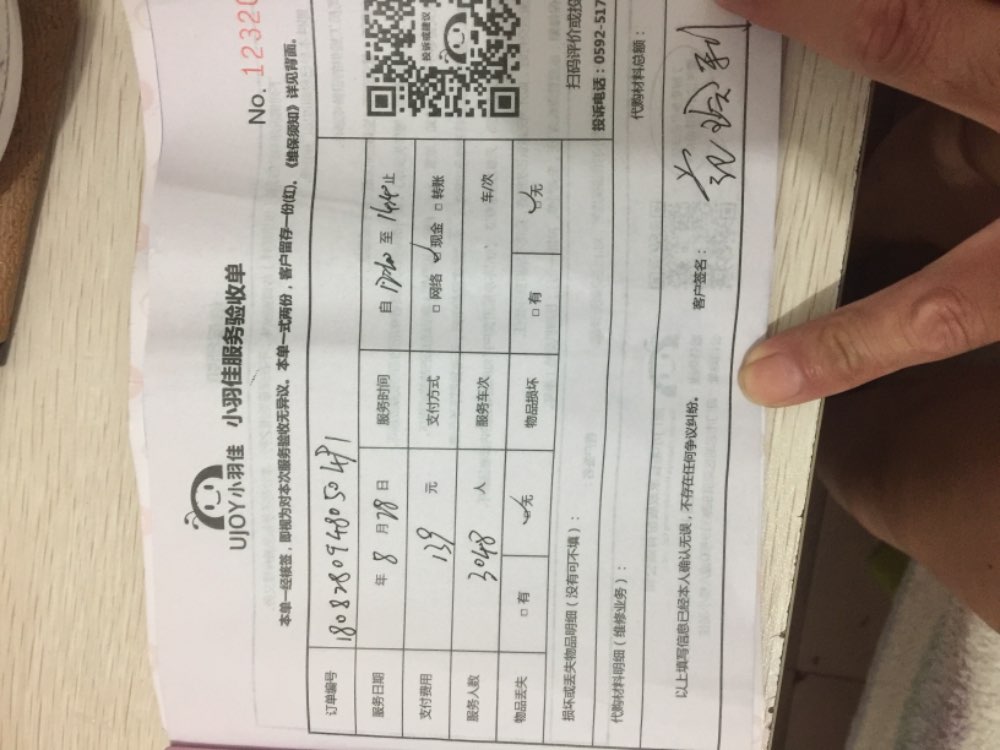 UJOY小羽佳 小羽佳服务验收单
No. 12320
本单一经核签，即视为对本次服务验收无异议。本单一式两份，客户留存一份(红)。《维保须知》详见背面。
订单编号 1808280948050481
服务日期 年 8 月 28 日 服务时间 自 至 止
支付费用 139 元 支付方式 □ 网络 ✓ 现金 □ 转账
服务人数 3048 人 服务车次 车/次
物品丢失 □ 有 ✓ 无 物品损坏 □ 有 ✓ 无
投诉或建议
扫码评价或投
投诉电话：0592-517
损坏或丢失物品明细（没有可不填）：
代购材料明细（维修业务）： 代购材料总额：
以上填写信息已经本人确认无误，不存在任何争议纠纷。 客户签名：